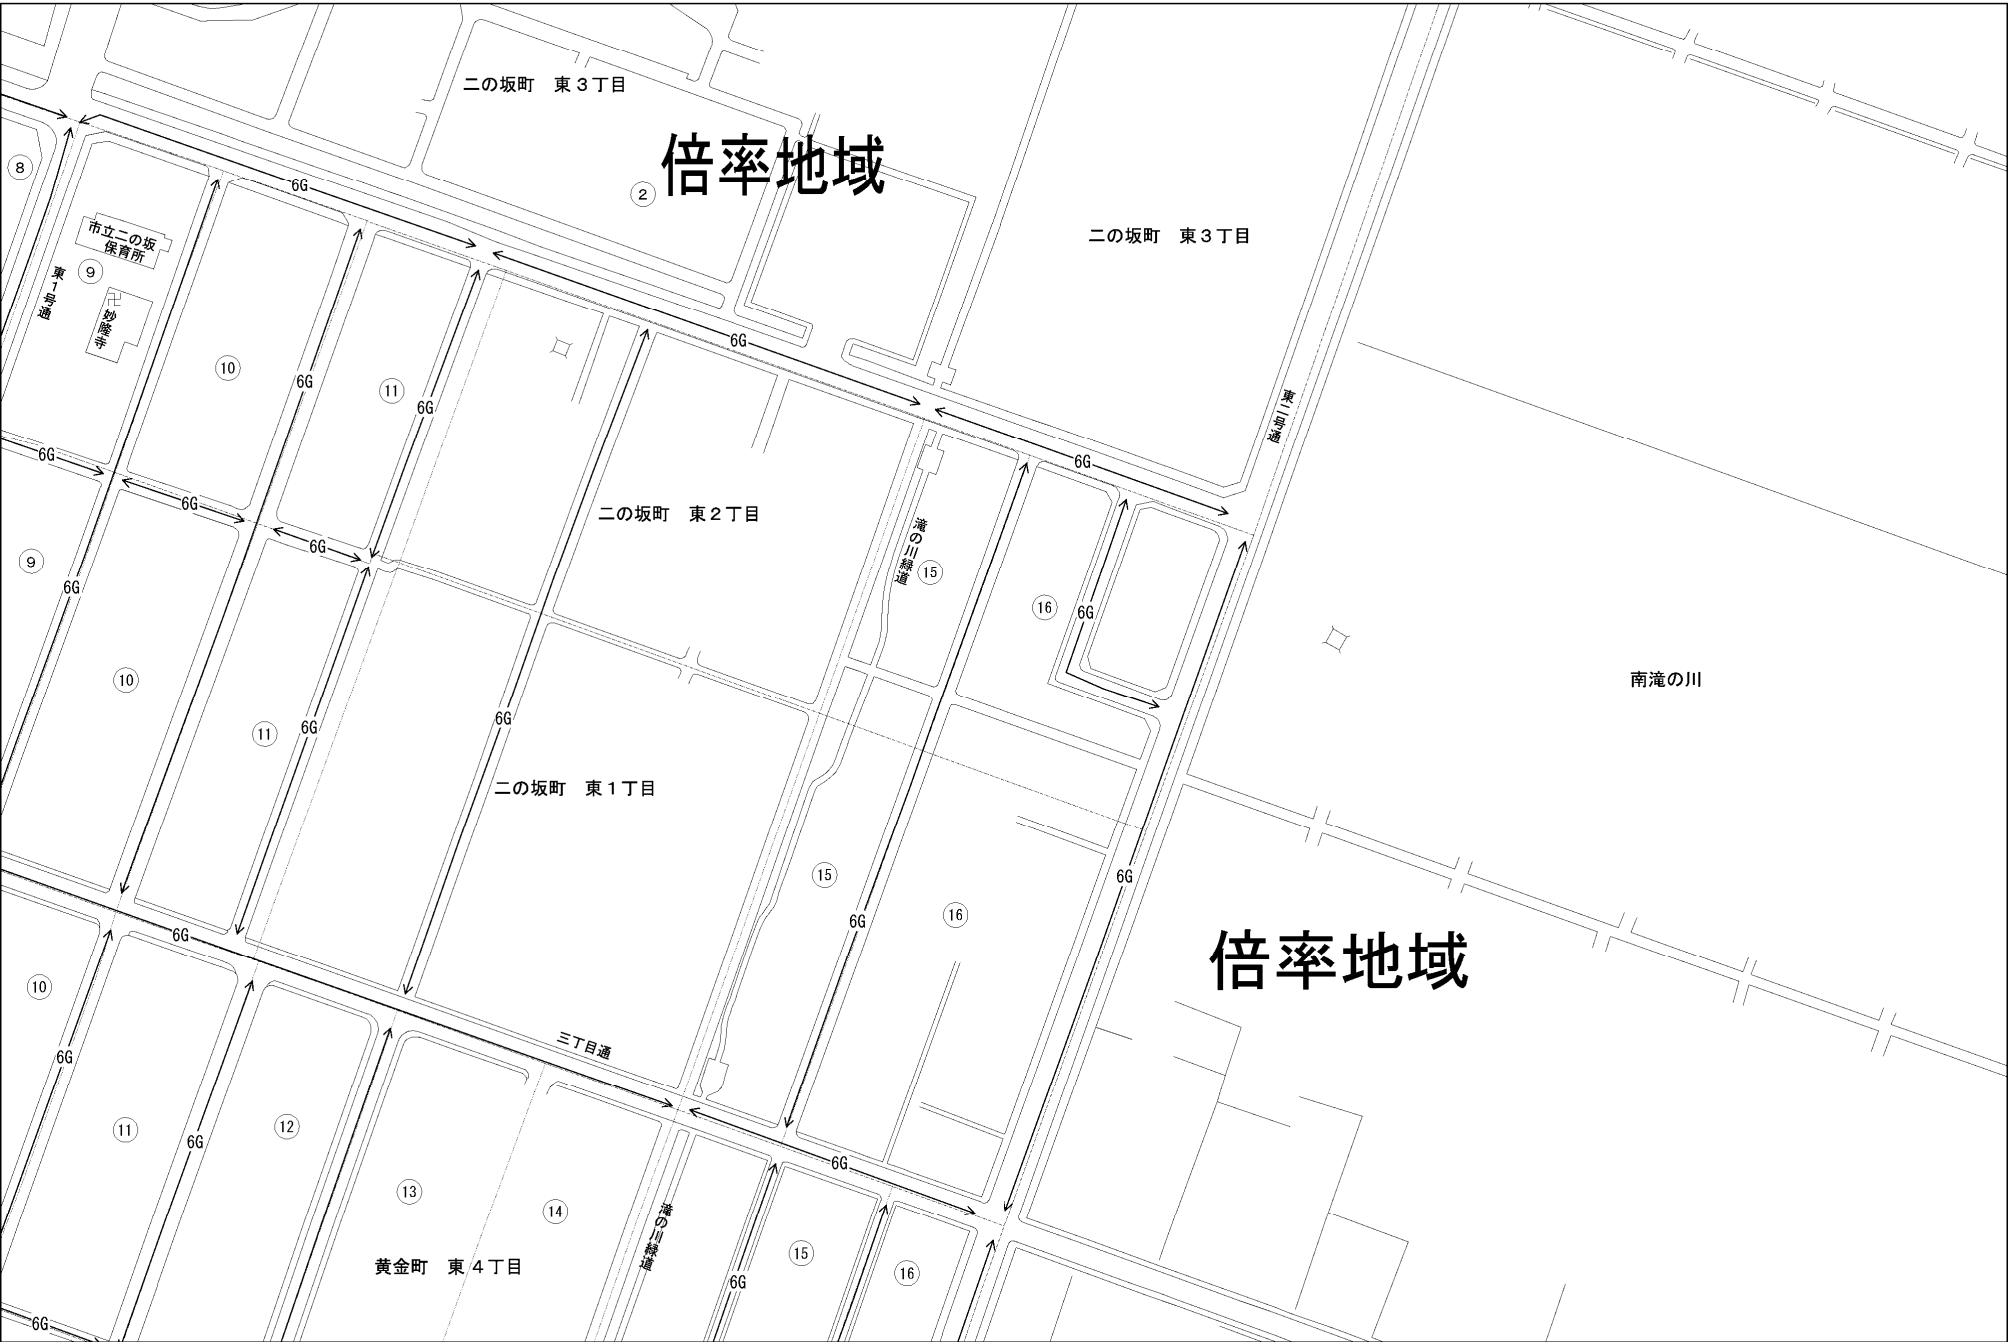 二の坂町 東3丁目
倍率地域
②
⑧
6G
市立二の坂
保育所
⑨
東1号通
卍
妙隆寺
二の坂町 東3丁目
6G
⑩
6G
⑪
6G
東二号通
6G
6G
6G
6G
二の坂町 東2丁目
滝の川緑道
⑮
6G
⑨
6G
⑯
6G
⑩
南滝の川
⑪
6G
6G
二の坂町 東1丁目
⑮
6G
⑯
6G
6G
倍率地域
⑩
三丁目通
6G
⑪
6G
⑫
6G
⑬
⑭
滝の川緑道
⑮
⑯
黄金町 東4丁目
6G
6G